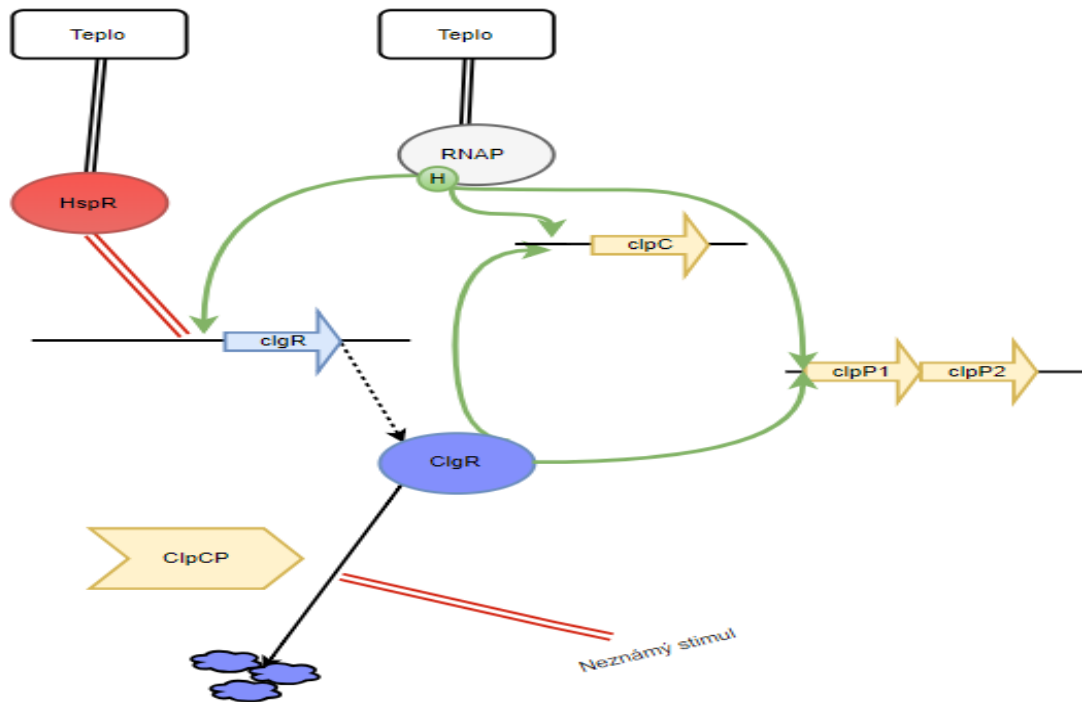 Teplo
Teplo
RNAP
H
HspR
clpC
clgR
clpP1
clpP2
ClgR
ClpCP
Neznámý stimul